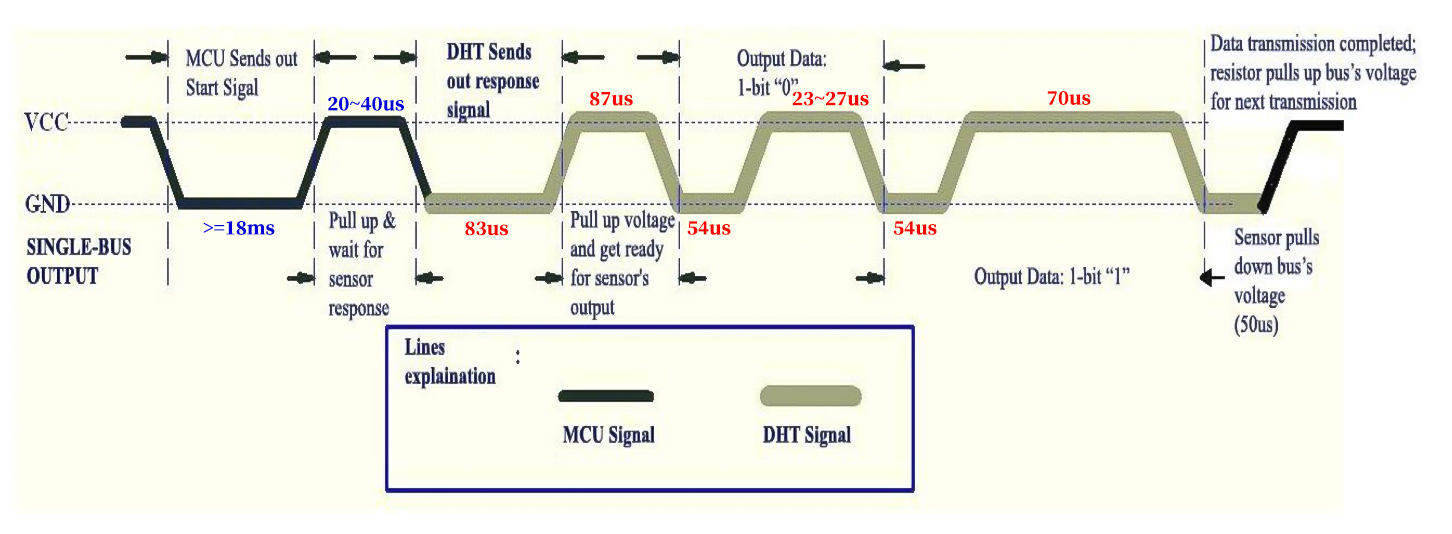 MCU Sends out
Start Sigal
DHT Sends
out response
signal
Output Data:
1-bit “0”
Data transmission completed;
resistor pulls up bus’s voltage
for next transmission
20~40us
87us
23~27us
70us
VCC
GND
>=18ms
83us
54us
54us
SINGLE-BUS
OUTPUT
Pull up &
wait for
sensor
response
Pull up voltage
and get ready
for sensor's
output
Output Data: 1-bit “1”
Sensor pulls
down bus’s
voltage
(50us)
Lines
explaination
:
MCU Signal
DHT Signal